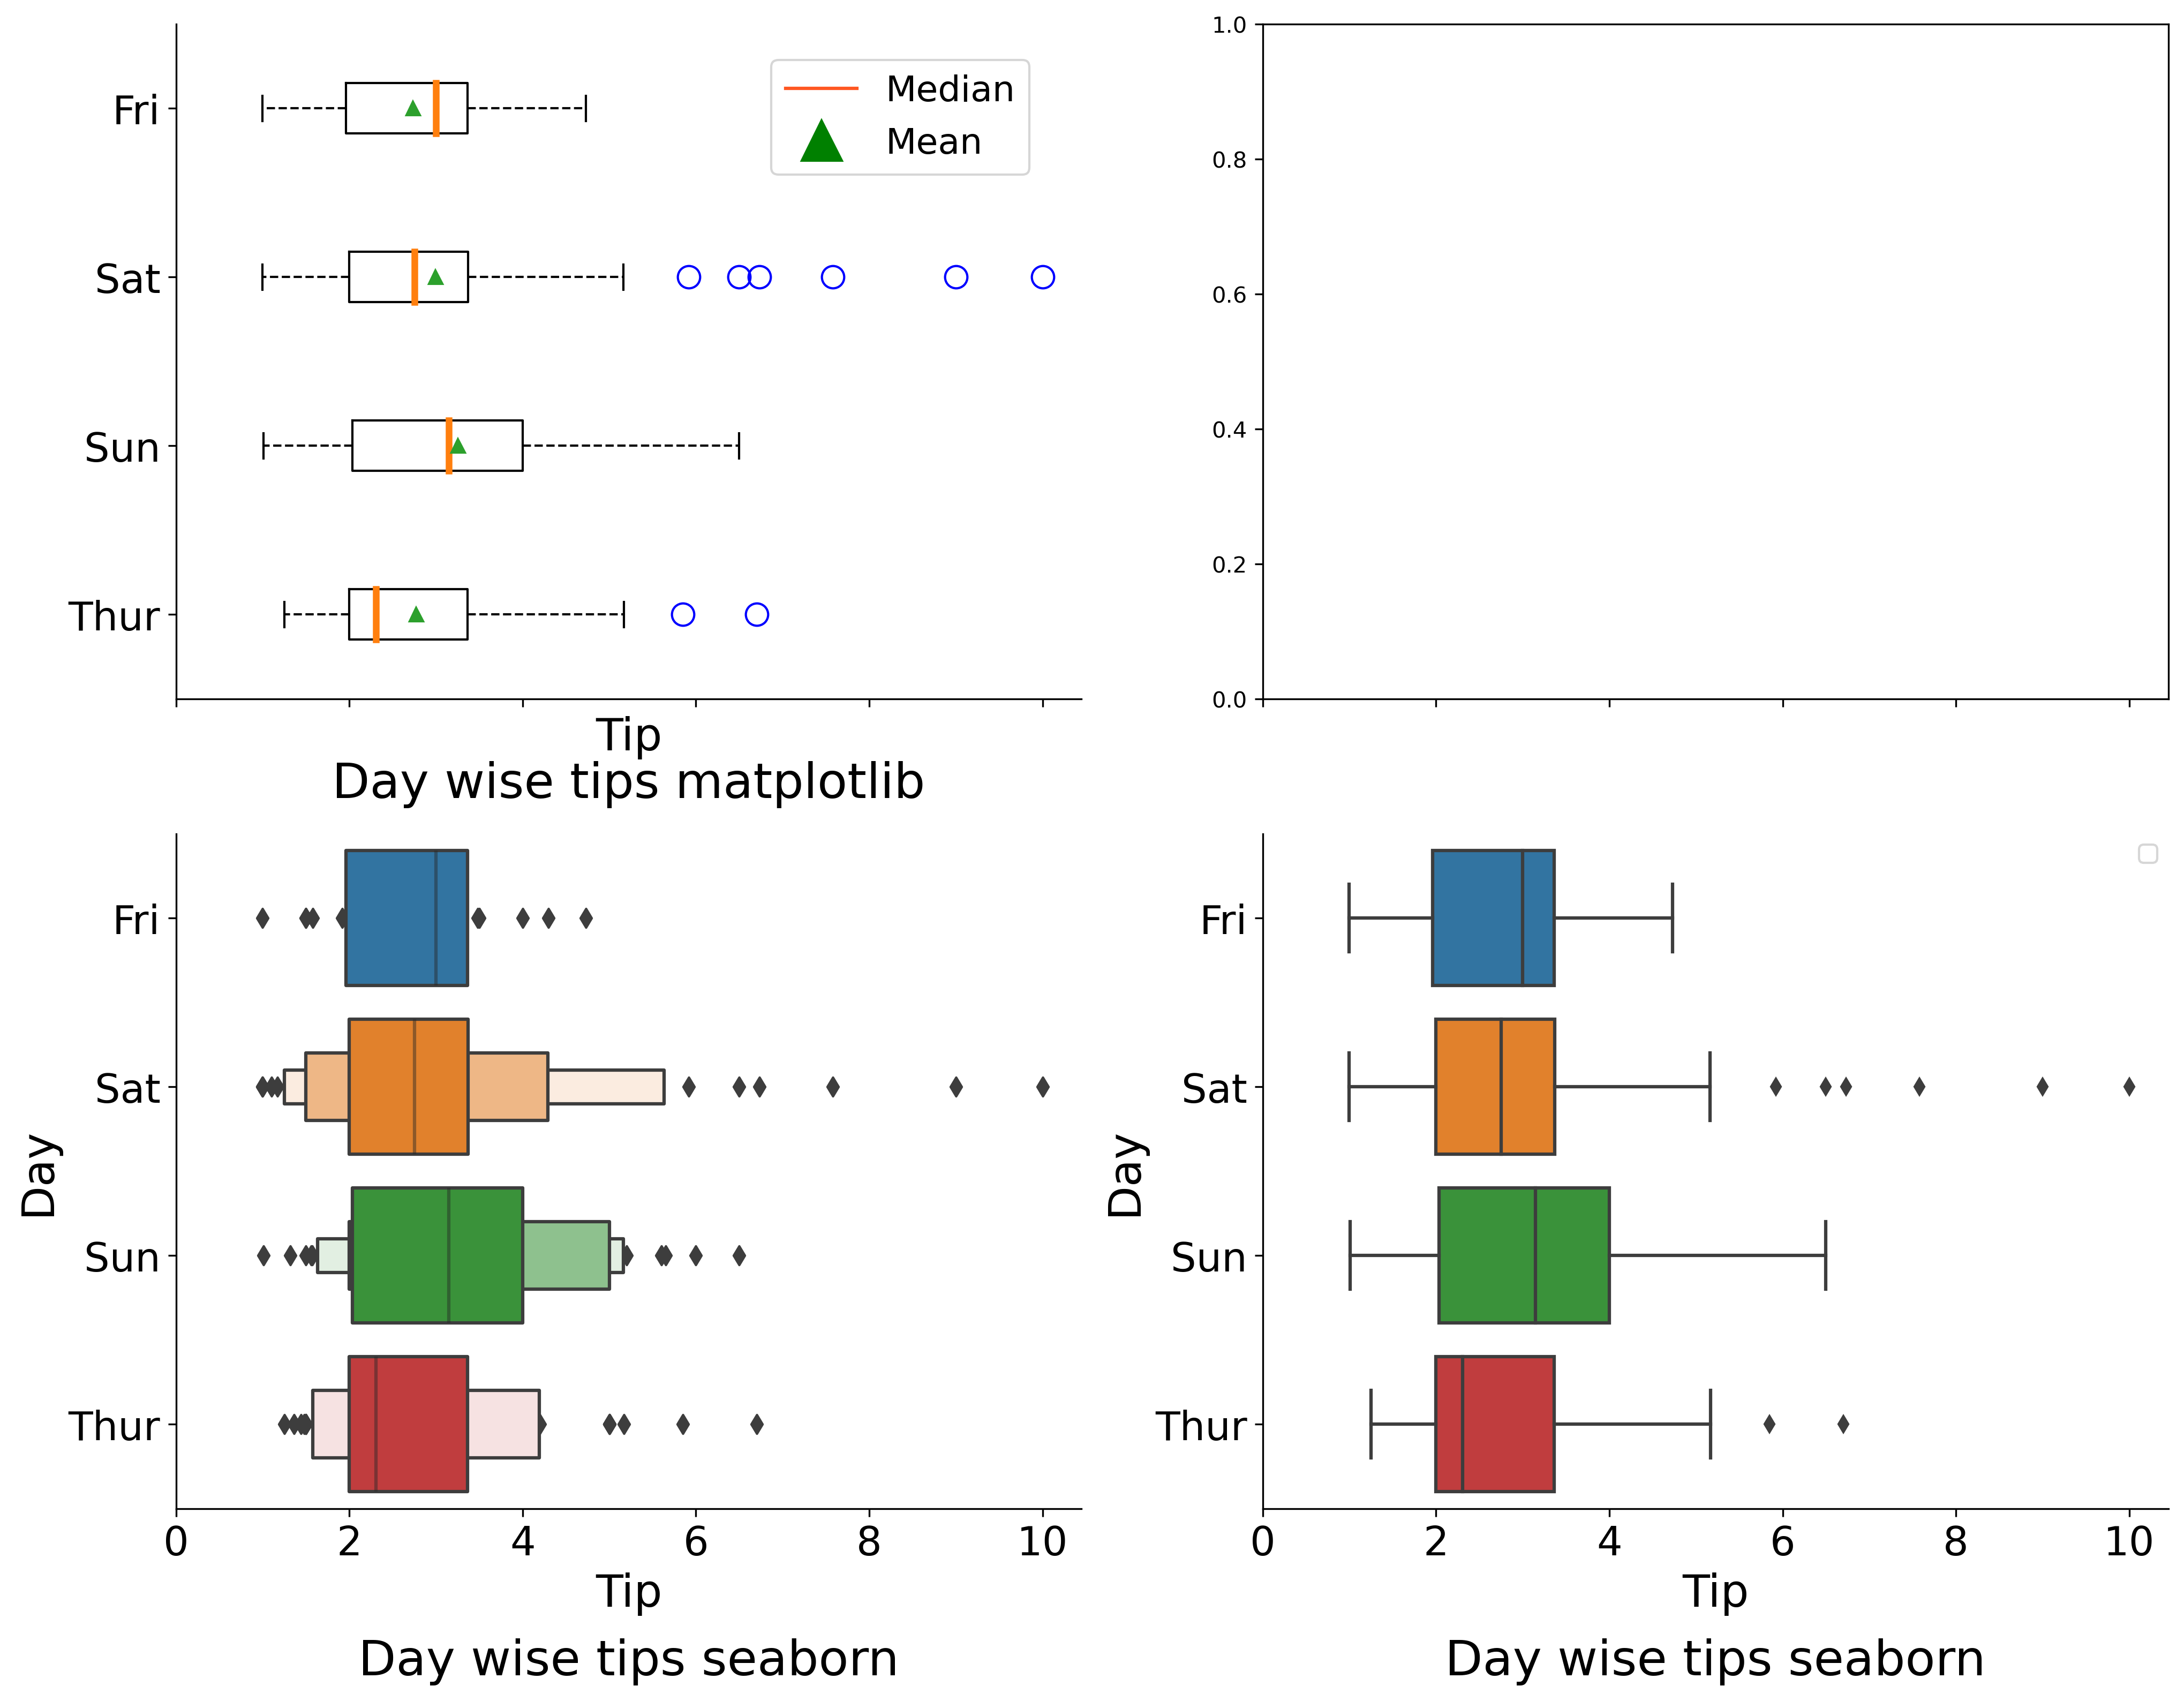 Fri
Sat
Sun
Thur
Median
Mean
Tip
Day wise tips matplotlib
1.0
0.8
0.6
0.4
0.2
0.0
Day
Fri
Sat
Sun
Thur
0 2 4 6 8 10
Tip
Day wise tips seaborn
Day
Fri
Sat
Sun
Thur
0 2 4 6 8 10
Tip
Day wise tips seaborn